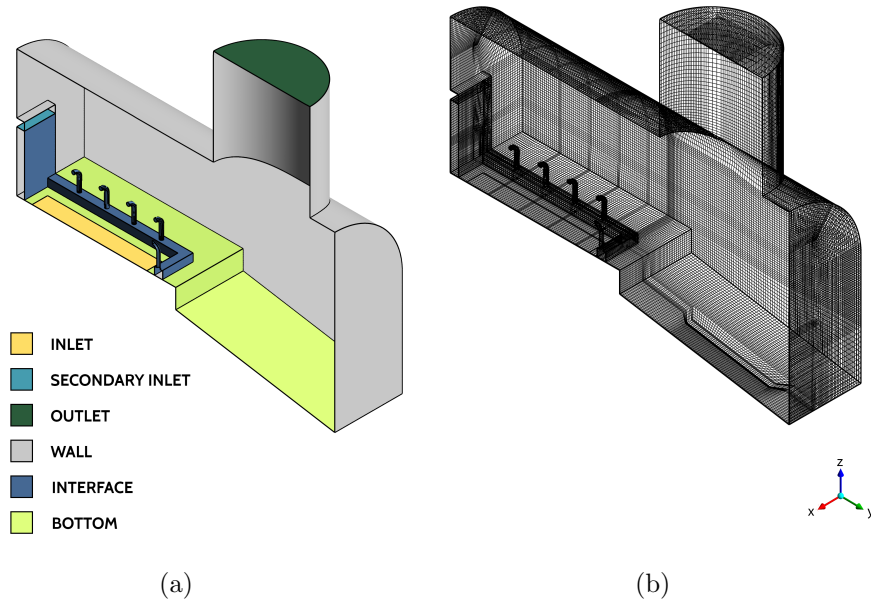 INLET
SECONDARY INLET
OUTLET
WALL
INTERFACE
BOTTOM
z
x
y
(a)
(b)